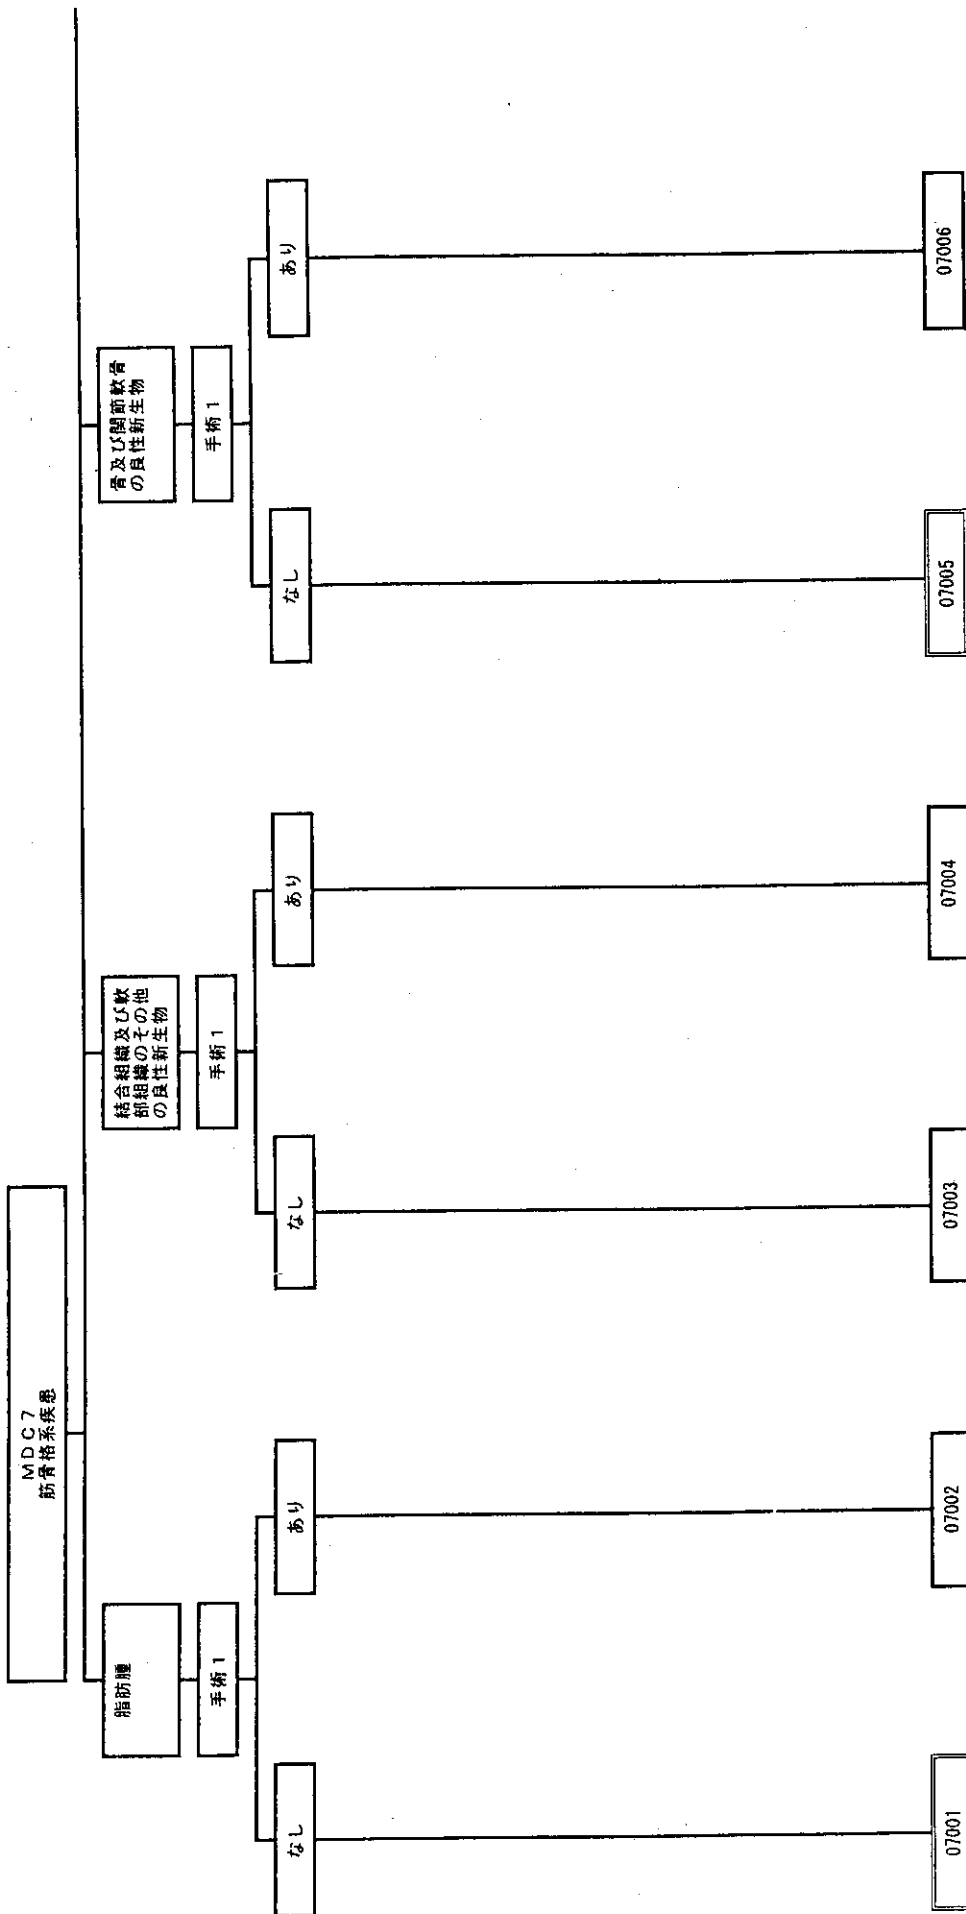 MDC7
筋骨格系疾患
脂肪腫
手術1
なし
あり
07001
07002
結合組織及び軟
部組織のその他
の良性新生物
手術1
なし
あり
07003
07004
骨及び関節軟骨
の良性新生物
手術1
なし
あり
07005
07006